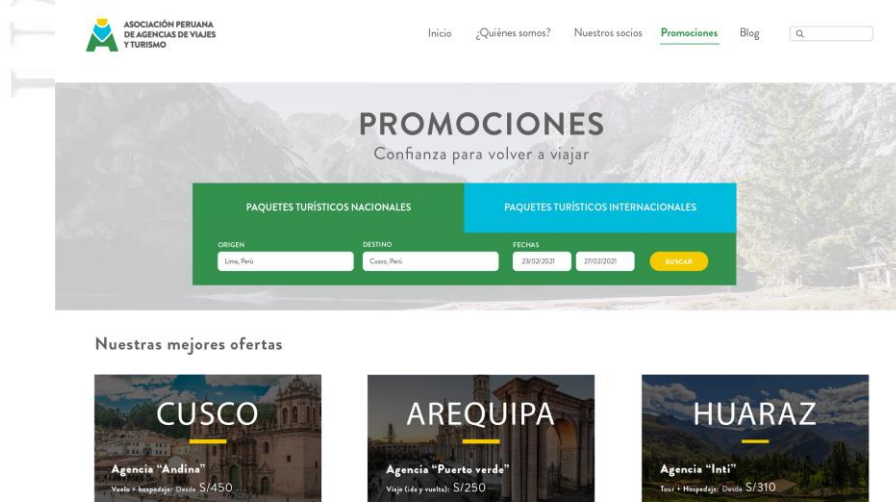 ASOCIACIÓN PERUANA
DE AGENCIAS DE VIAJES
Y TURISMO
Inicio ¿Quiénes somos? Nuestros socios Promociones Blog
PROMOCIONES
Confianza para volver a viajar
PAQUETES TURÍSTICOS NACIONALES
PAQUETES TURÍSTICOS INTERNACIONALES
ORIGEN DESTINO FECHAS
Lima, Perú Cusco, Perú 23/02/2021 27/02/2021 BUSCAR
Nuestras mejores ofertas
CUSCO
Agencia "Andina"
Vuelo + hospedaje: Desde S/450
AREQUIPA
Agencia "Puerto verde"
Viaje (ida y vuelta): S/250
HUARAZ
Agencia "Inti"
Tour + Hospedaje: Desde S/310